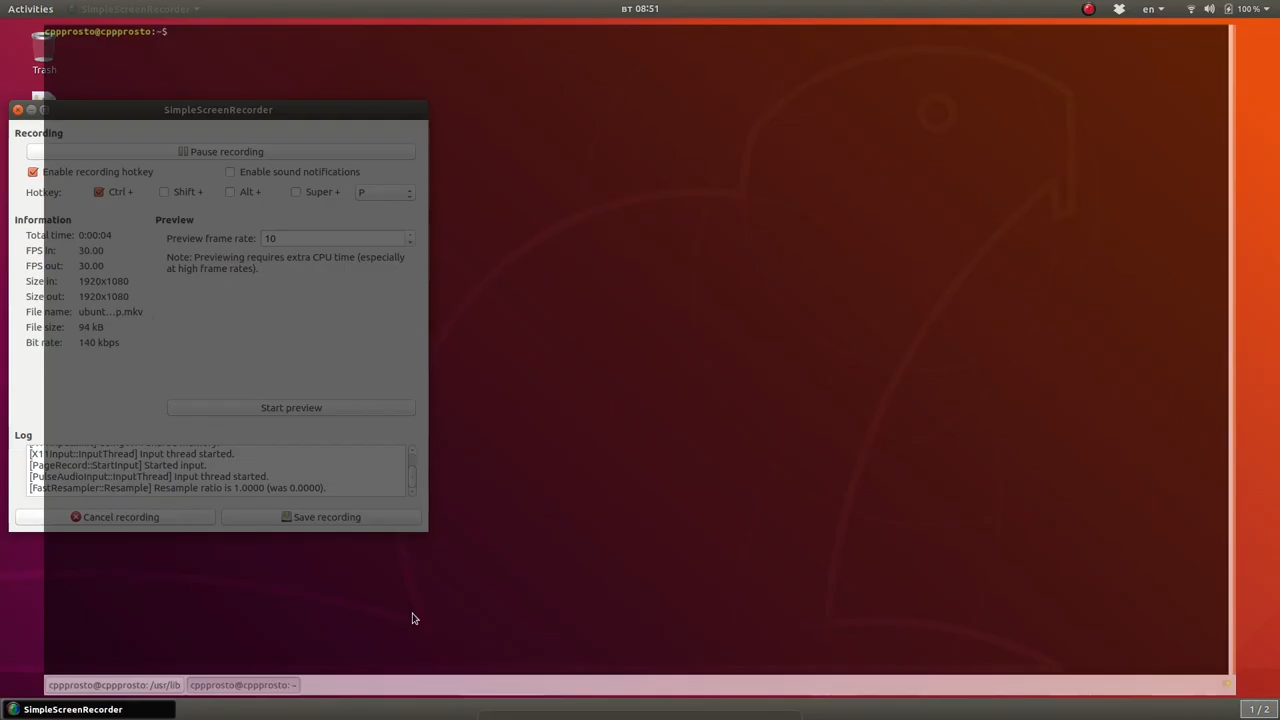 Activities
SimpleScreenRecorder
ВТ 08:51
en
100 %
cppprosto@cppprosto:~$
Trash
SimpleScreenRecorder
Recording
Pause recording
Enable recording hotkey
Enable sound notifications
Hotkey: Ctrl + Shift + Alt + Super + P
Information
Total time: 0:00:04
FPS in: 30.00
FPS out: 30.00
Size in: 1920x1080
Size out: 1920x1080
File name: ubunt…p.mkv
File size: 94 kB
Bit rate: 140 kbps
Preview
Preview frame rate: 10
Note: Previewing requires extra CPU time (especially
at high frame rates).
Start preview
Log
[X11Input::InputThread] Input thread started.
[PageRecord::StartInput] Started input.
[PulseAudioInput::InputThread] Input thread started.
[FastResampler::Resample] Resample ratio is 1.0000 (was 0.0000).
Cancel recording
Save recording
cppprosto@cppprosto: /usr/lib
cppprosto@cppprosto: ~
SimpleScreenRecorder
1 / 2